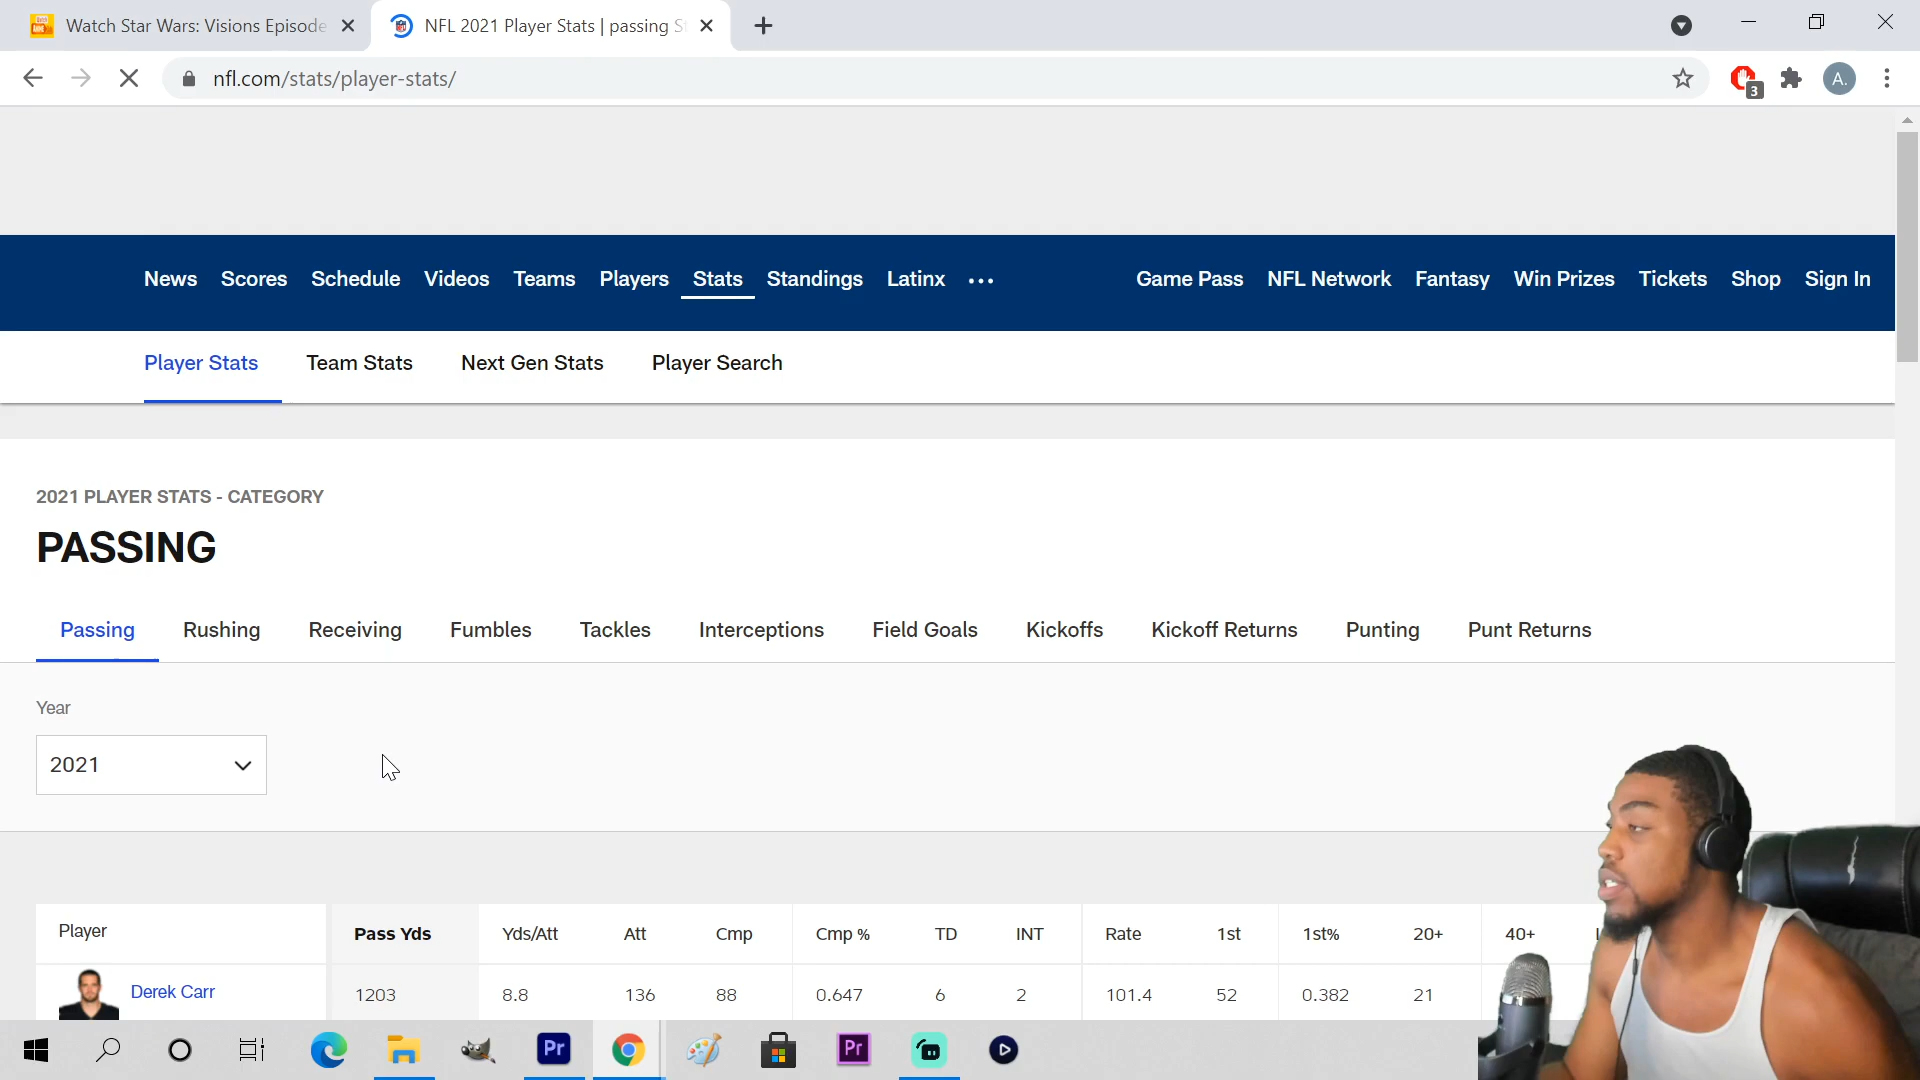 Watch Star Wars: Visions Episode
NFL 2021 Player Stats | passing S
nfl.com/stats/player-stats/
3
A.
News Scores Schedule Videos Teams Players Stats Standings Latinx ... Game Pass NFL Network Fantasy Win Prizes Tickets Shop Sign In
Player Stats Team Stats Next Gen Stats Player Search
2021 PLAYER STATS - CATEGORY
PASSING
Passing Rushing Receiving Fumbles Tackles Interceptions Field Goals Kickoffs Kickoff Returns Punting Punt Returns
Year
2021
Player Pass Yds Yds/Att Att Cmp Cmp % TD INT Rate 1st 1st% 20+ 40+
Derek Carr 1203 8.8 136 88 0.647 6 2 101.4 52 0.382 21
Pr Pr